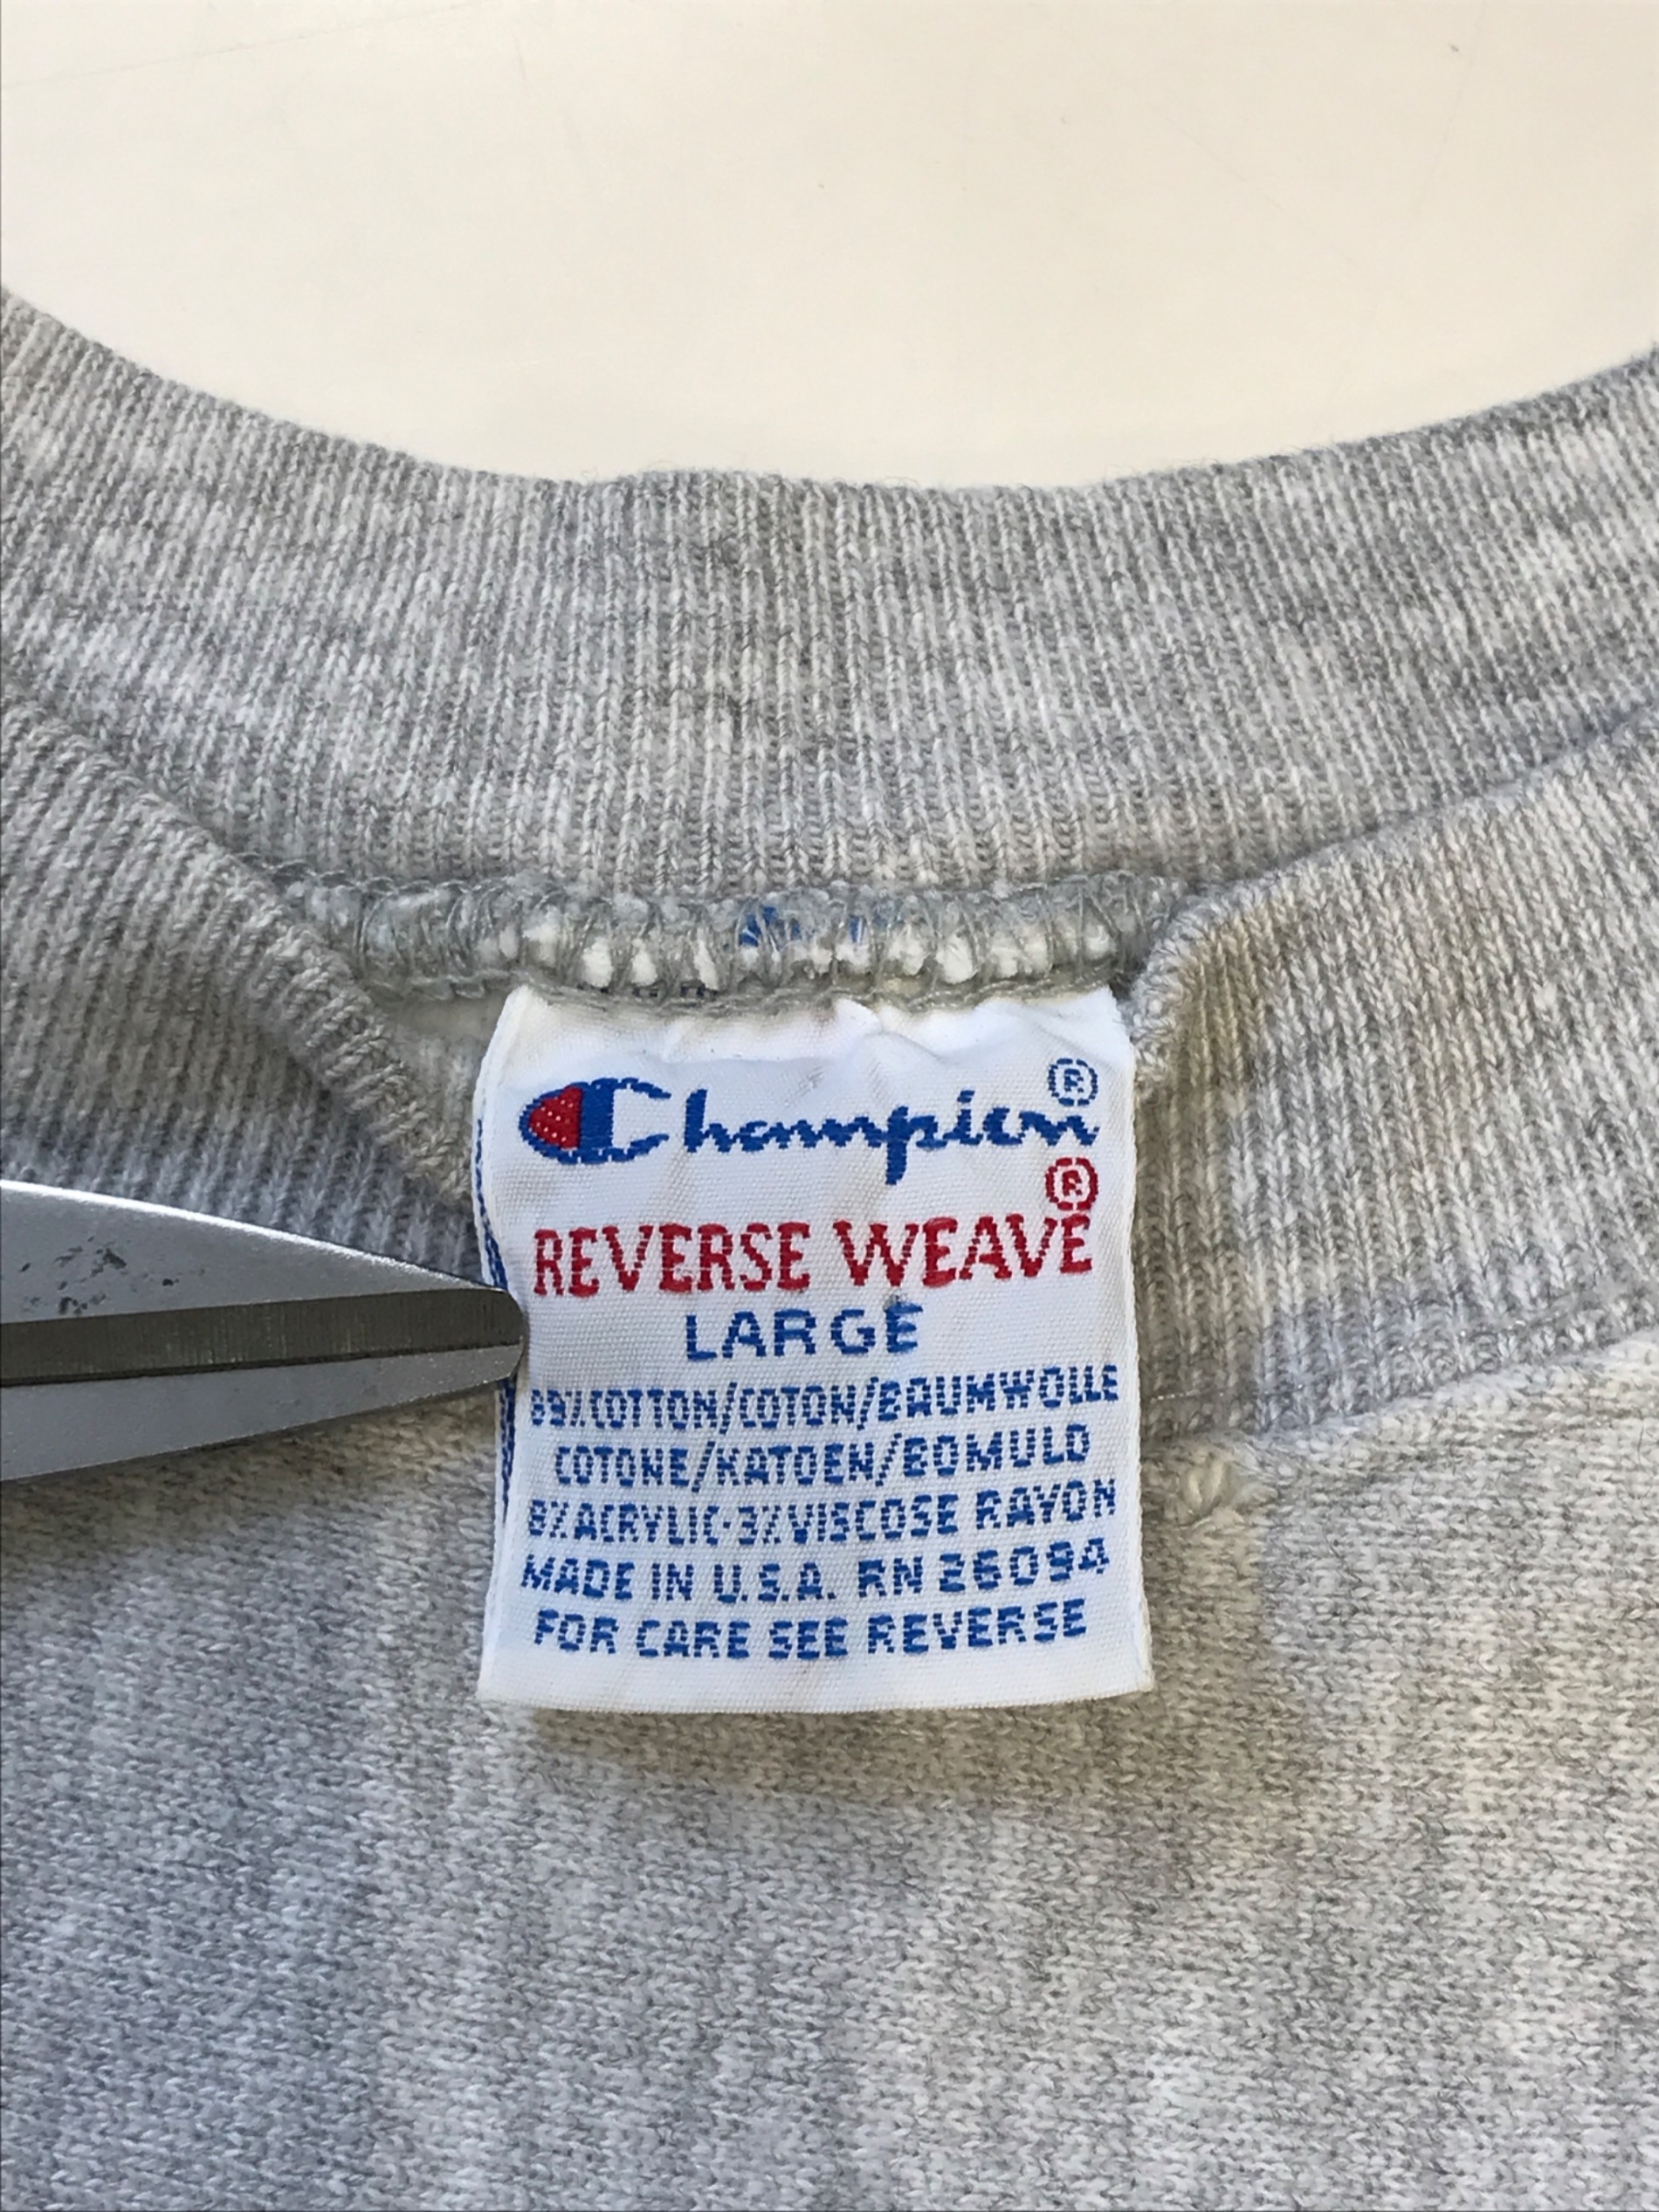 Champion®
REVERSE WEAVE®
LARGE
89% COTTON/COTON/BAUMWOLLE
COTONE/KATOEN/BOMULD
8% ACRYLIC·3% VISCOSE RAYON
MADE IN U.S.A. RN 26094
FOR CARE SEE REVERSE